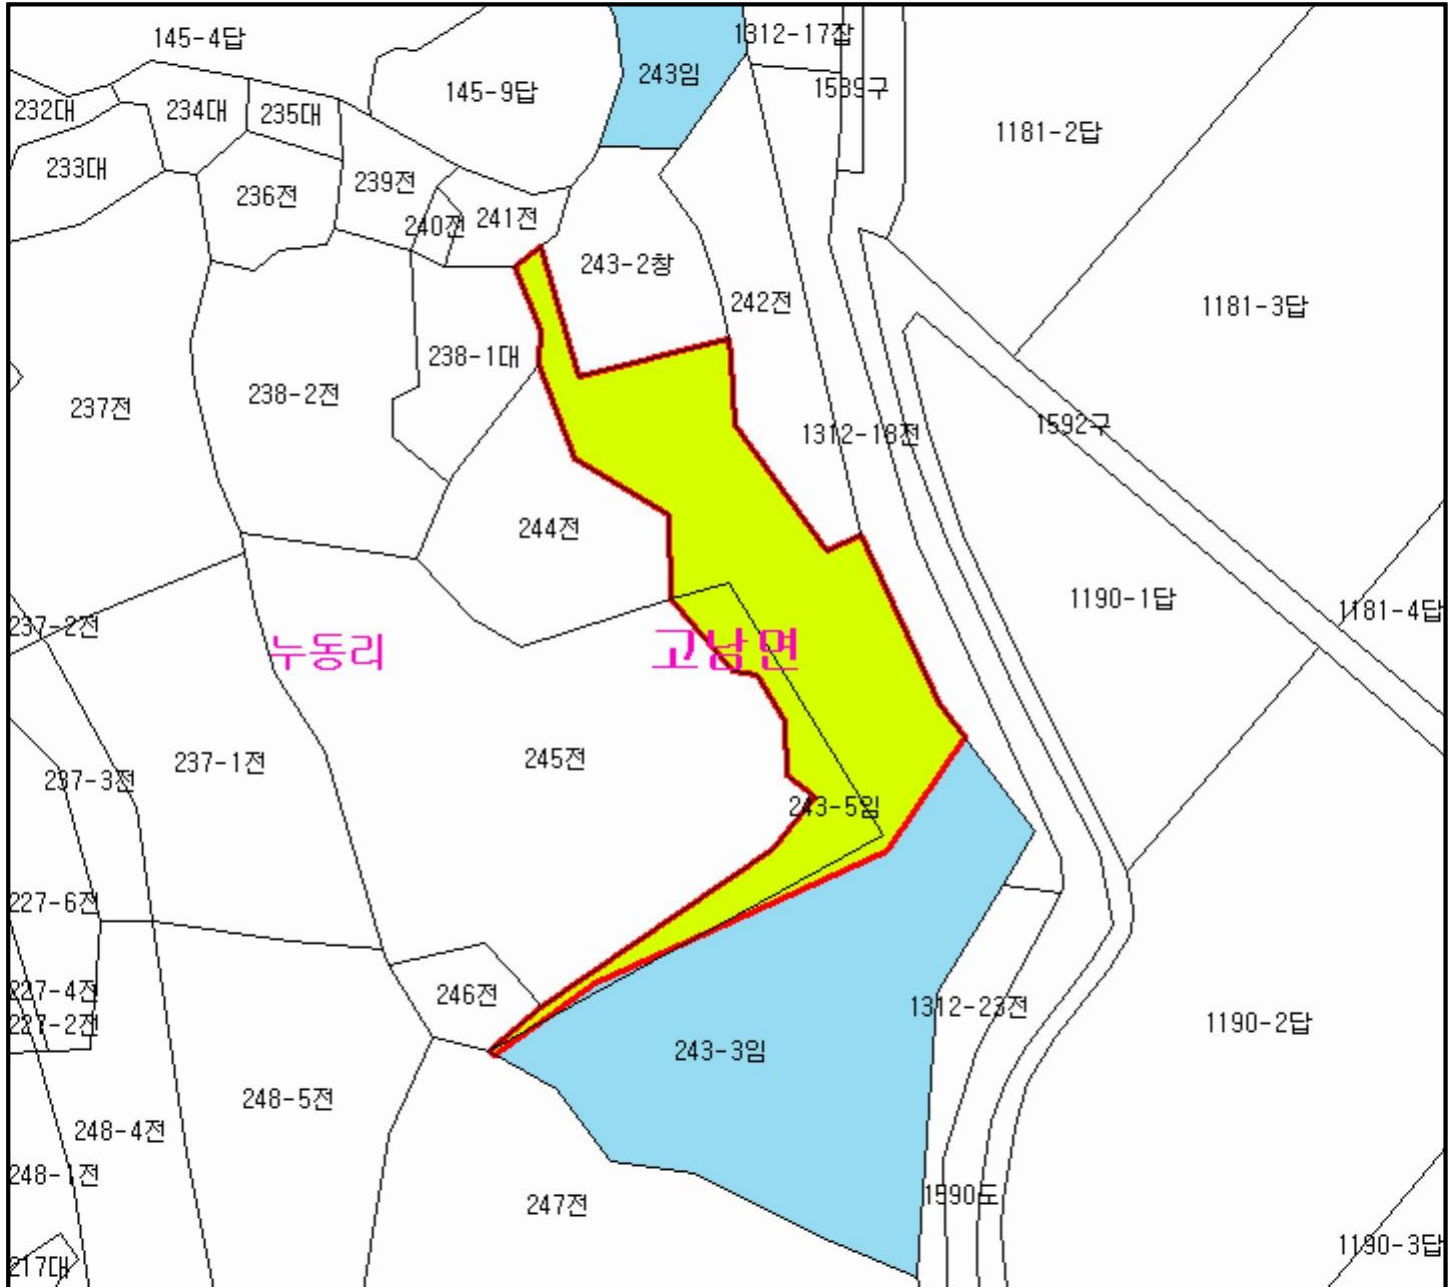 145-4답
1312-17잡
243임
145-9답
1589구
232대
234대
235대
1181-2답
233대
239전
236전
240전
241전
243-2창
242전
1181-3답
238-1대
238-2전
237전
1592구
1312-18전
244전
1190-1답
1181-4답
237-2전
누동리
고남면
237-1전
245전
237-3전
243-5임
227-6전
227-4전
246전
1312-23전
227-2전
1190-2답
243-3임
248-5전
248-4전
248-1전
1590도
247전
1190-3답
217대